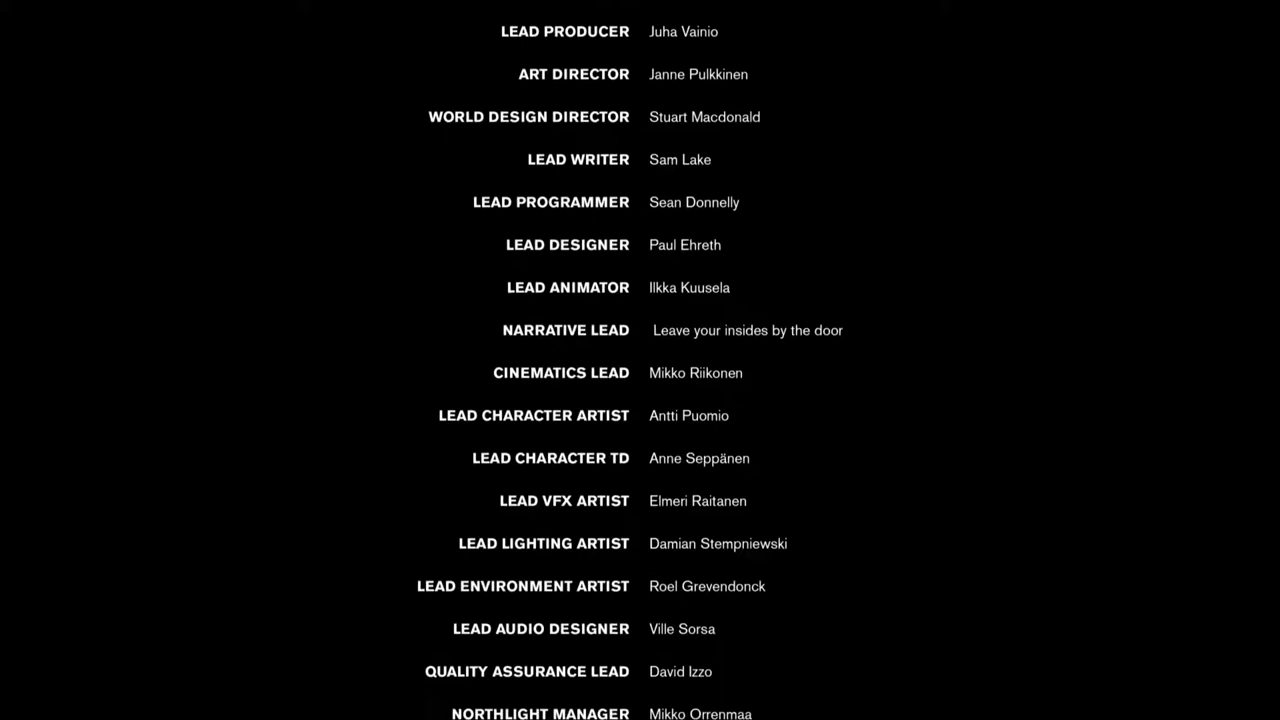 LEAD PRODUCER Juha Vainio
ART DIRECTOR Janne Pulkkinen
WORLD DESIGN DIRECTOR Stuart Macdonald
LEAD WRITER Sam Lake
LEAD PROGRAMMER Sean Donnelly
LEAD DESIGNER Paul Ehreth
LEAD ANIMATOR Ilkka Kuusela
NARRATIVE LEAD Leave your insides by the door
CINEMATICS LEAD Mikko Riikonen
LEAD CHARACTER ARTIST Antti Puomio
LEAD CHARACTER TD Anne Seppänen
LEAD VFX ARTIST Elmeri Raitanen
LEAD LIGHTING ARTIST Damian Stempniewski
LEAD ENVIRONMENT ARTIST Roel Grevendonck
LEAD AUDIO DESIGNER Ville Sorsa
QUALITY ASSURANCE LEAD David Izzo
NORTHLIGHT MANAGER Mikko Orrenmaa